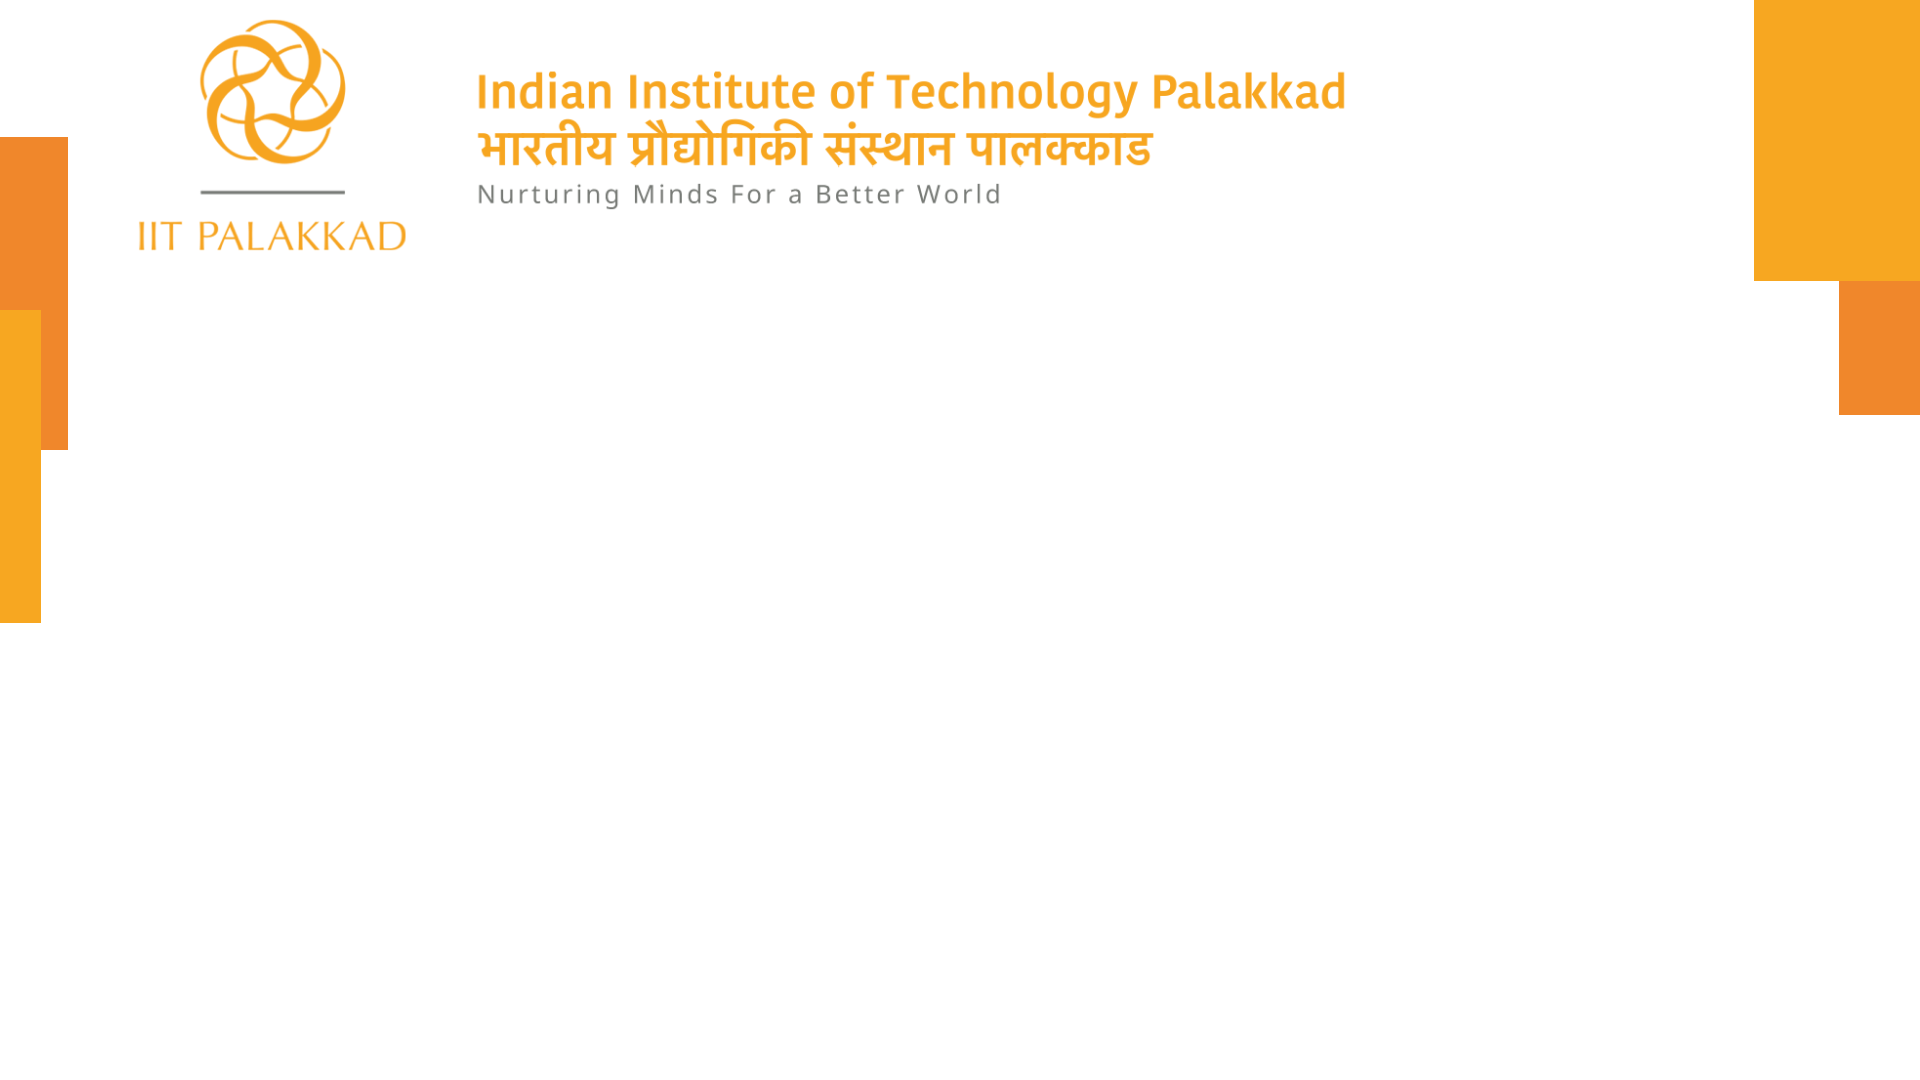 IIT PALAKKAD
Indian Institute of Technology Palakkad
भारतीय प्रौद्योगिकी संस्थान पालक्काड
Nurturing Minds For a Better World